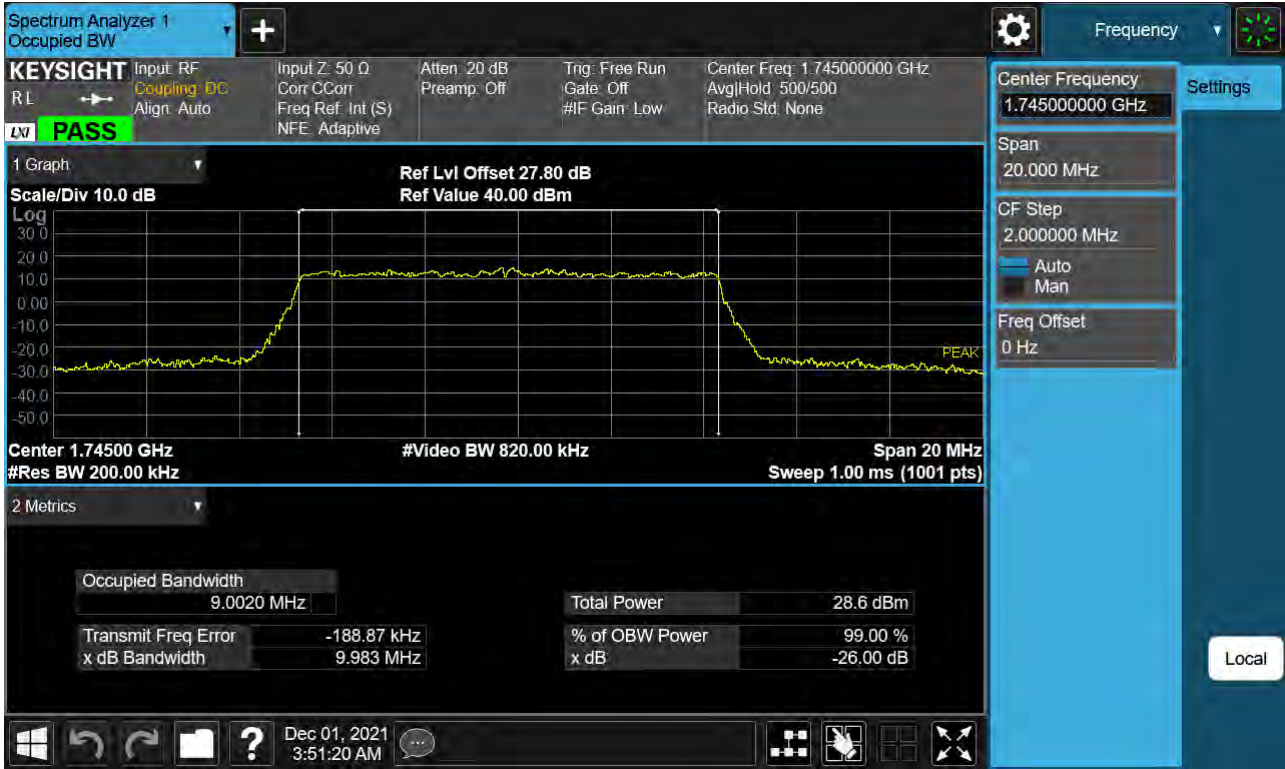 Spectrum Analyzer 1
Occupied BW
+
Frequency
KEYSIGHT
R L
LXI
PASS
Input: RF
Coupling: DC
Align: Auto
Input Z: 50 Ω
Corr CCorr
Freq Ref: Int (S)
NFE: Adaptive
Atten: 20 dB
Preamp: Off
Trig: Free Run
Gate: Off
#IF Gain: Low
Center Freq: 1.745000000 GHz
Avg|Hold: 500/500
Radio Std: None
1 Graph
Scale/Div 10.0 dB
Ref Lvl Offset 27.80 dB
Ref Value 40.00 dBm
Log
30.0
20.0
10.0
0.00
-10.0
-20.0
-30.0
-40.0
-50.0
PEAK
Center 1.74500 GHz
#Video BW 820.00 kHz
Span 20 MHz
#Res BW 200.00 kHz
Sweep 1.00 ms (1001 pts)
2 Metrics
Occupied Bandwidth
9.0020 MHz
Total Power 28.6 dBm
Transmit Freq Error -188.87 kHz
% of OBW Power 99.00 %
x dB Bandwidth 9.983 MHz
x dB -26.00 dB
Center Frequency
1.745000000 GHz
Settings
Span
20.000 MHz
CF Step
2.000000 MHz
Auto
Man
Freq Offset
0 Hz
Local
?
Dec 01, 2021
3:51:20 AM